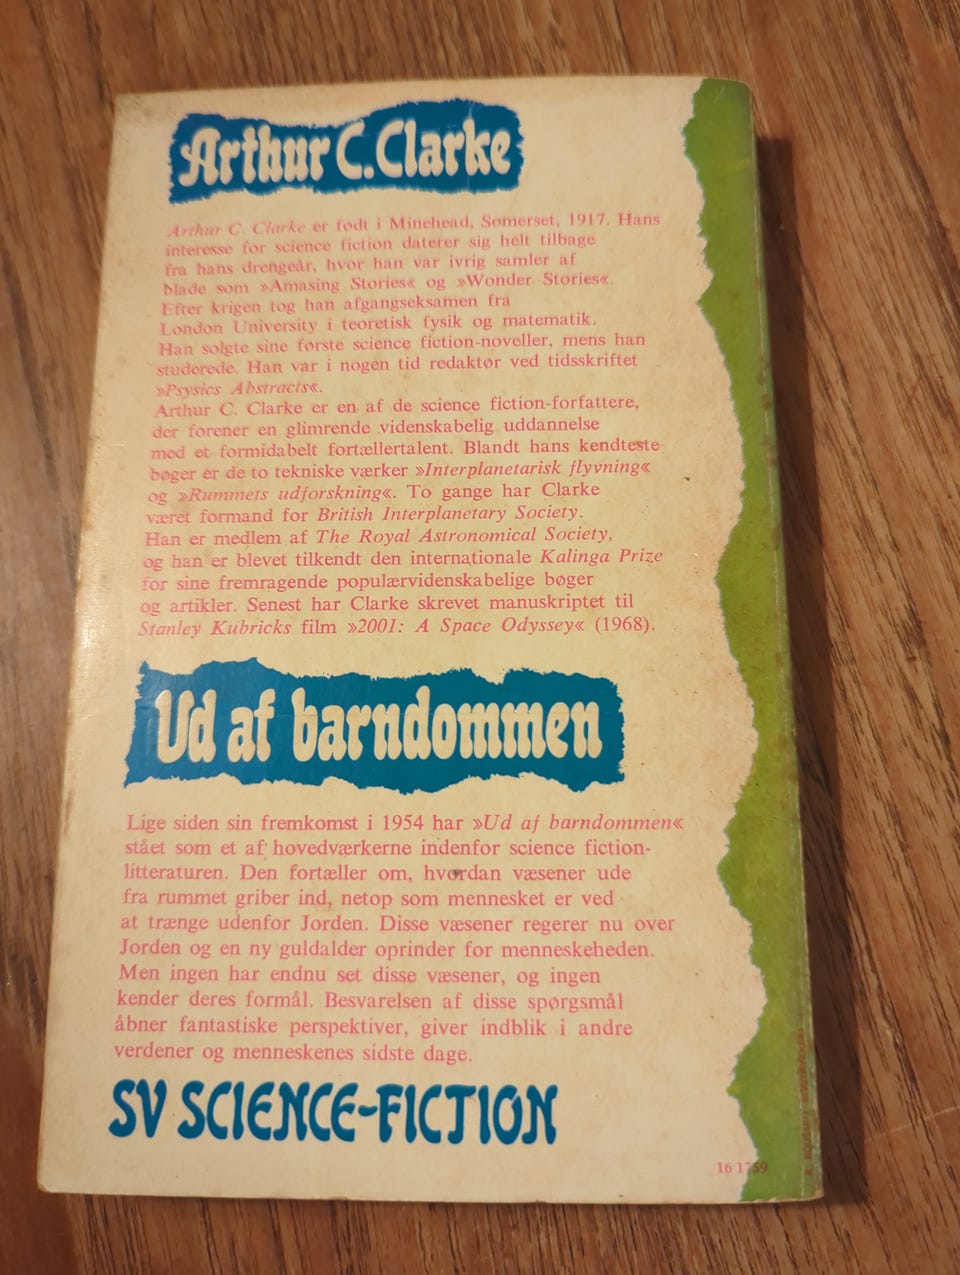 Arthur C. Clarke
Arthur C. Clarke er født i Minehead, Somerset, 1917. Hans
interesse for science fiction daterer sig helt tilbage
fra hans drengeår, hvor han var ivrig samler af
blade som »Amasing Stories« og »Wonder Stories«.
Efter krigen tog han afgangseksamen fra
London University i teoretisk fysik og matematik.
Han solgte sine første science fiction-noveller, mens han
studerede. Han var i nogen tid redaktør ved tidsskriftet
»Psysics Abstracts«.
Arthur C. Clarke er en af de science fiction-forfattere,
der forener en glimrende videnskabelig uddannelse
med et formidabelt fortællertalent. Blandt hans kendteste
bøger er de to tekniske værker »Interplanetarisk flyvning«
og »Rummets udforskning«. To gange har Clarke
været formand for British Interplanetary Society.
Han er medlem af The Royal Astronomical Society,
og han er blevet tilkendt den internationale Kalinga Prize
for sine fremragende populærvidenskabelige bøger
og artikler. Senest har Clarke skrevet manuskriptet til
Stanley Kubricks film »2001: A Space Odyssey« (1968).
Ud af barndommen
Lige siden sin fremkomst i 1954 har »Ud af barndommen«
stået som et af hovedværkerne indenfor science fiction-
litteraturen. Den fortæller om, hvordan væsener ude
fra rummet griber ind, netop som mennesket er ved
at trænge udenfor Jorden. Disse væsener regerer nu over
Jorden og en ny guldalder oprinder for menneskeheden.
Men ingen har endnu set disse væsener, og ingen
kender deres formål. Besvarelsen af disse spørgsmål
åbner fantastiske perspektiver, giver indblik i andre
verdener og menneskenes sidste dage.
SV SCIENCE-FICTION
16 1759